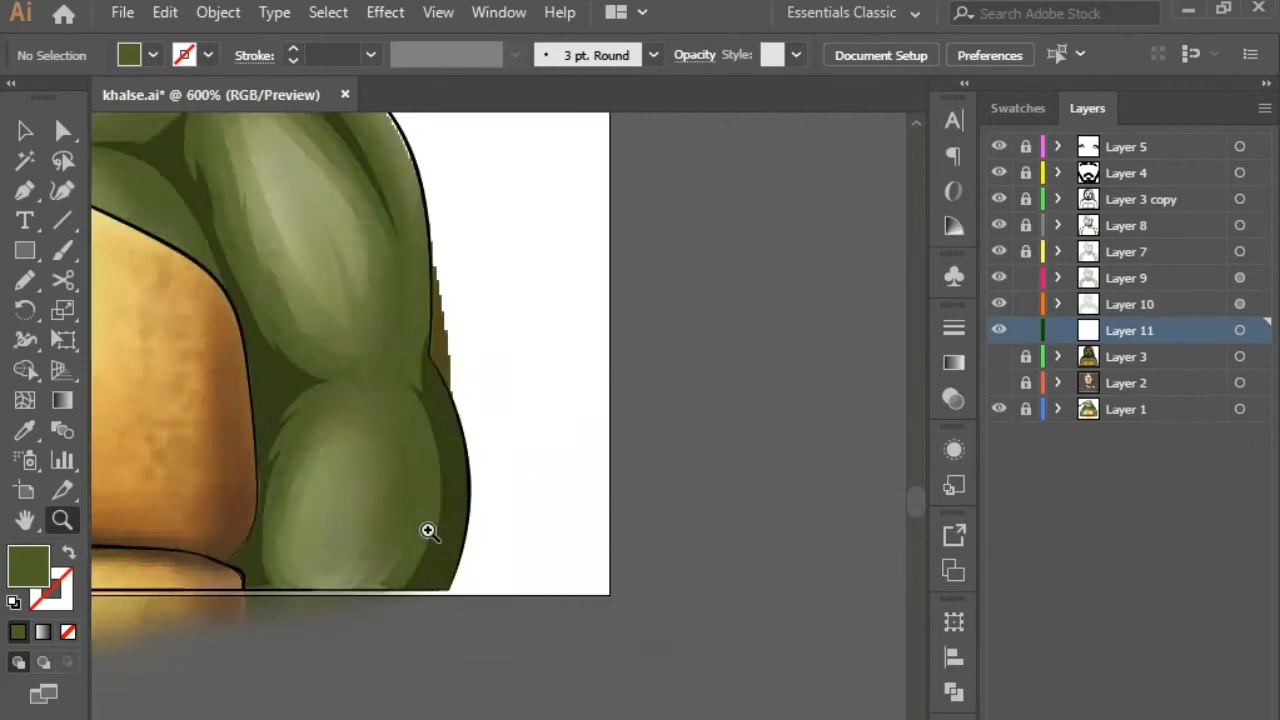 Ai File Edit Object Type Select Effect View Window Help Essentials Classic Search Adobe Stock
No Selection Stroke: 3 pt. Round Opacity Style: Document Setup Preferences
khalse.ai* @ 600% (RGB/Preview)
Swatches Layers
Layer 5
Layer 4
Layer 3 copy
Layer 8
Layer 7
Layer 9
Layer 10
Layer 11
Layer 3
Layer 2
Layer 1